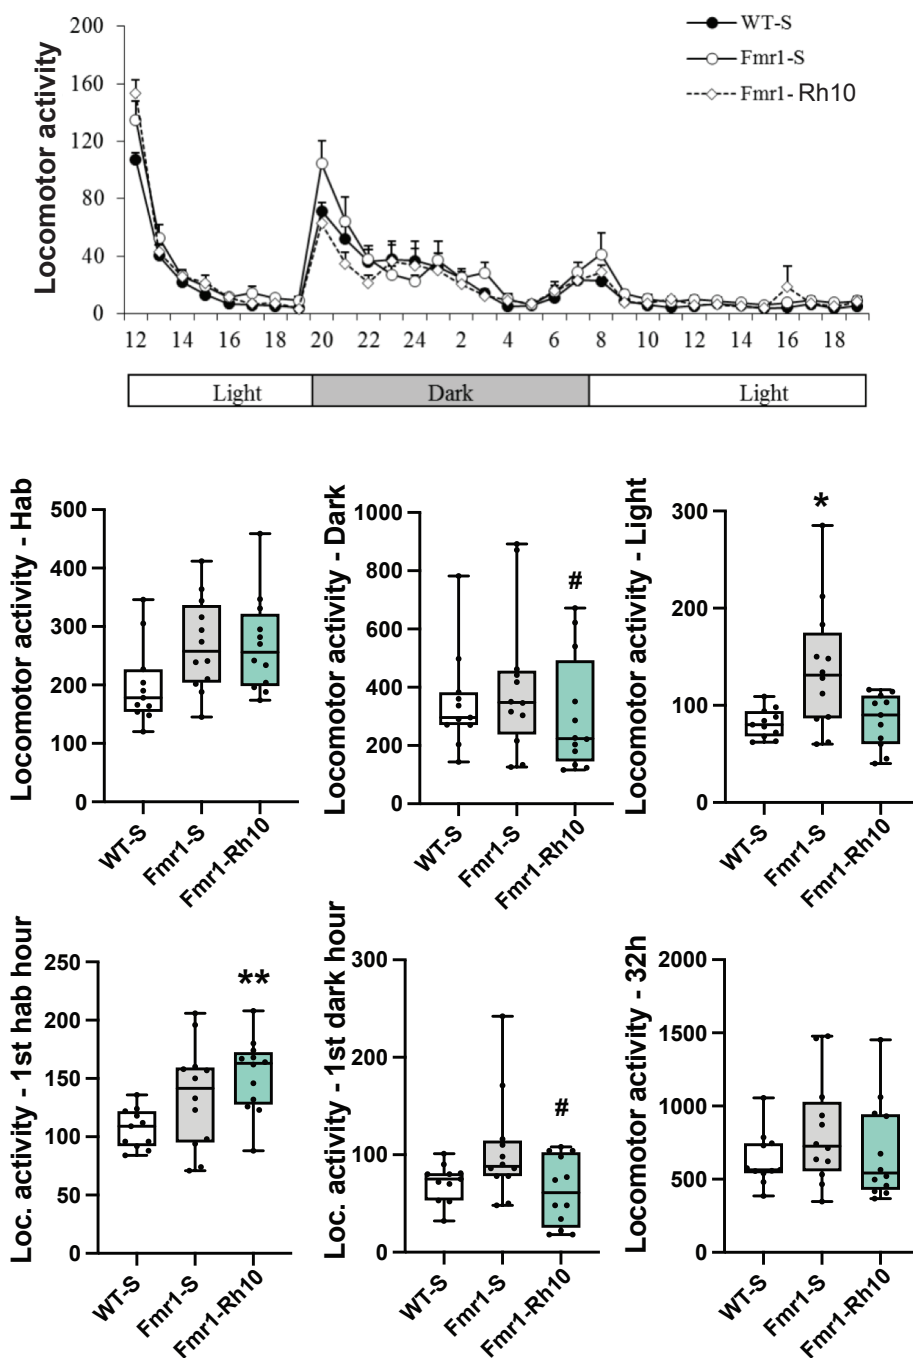 Locomotor activity
200
160
120
80
40
0
WT-S
Fmr1-S
Fmr1-Rh10
12 14 16 18 20 22 24 2 4 6 8 10 12 14 16 18
Light Dark Light
Locomotor activity - Hab
500
400
300
200
100
0
WT-S Fmr1-S Fmr1-Rh10
Locomotor activity - Dark
1000
800
600
400
200
0
#
WT-S Fmr1-S Fmr1-Rh10
Locomotor activity - Light
300
200
100
0
*
WT-S Fmr1-S Fmr1-Rh10
Loc. activity - 1st hab hour
250
200
150
100
50
0
**
WT-S Fmr1-S Fmr1-Rh10
Loc. activity - 1st dark hour
300
200
100
0
#
WT-S Fmr1-S Fmr1-Rh10
Locomotor activity - 32h
2000
1500
1000
500
0
WT-S Fmr1-S Fmr1-Rh10